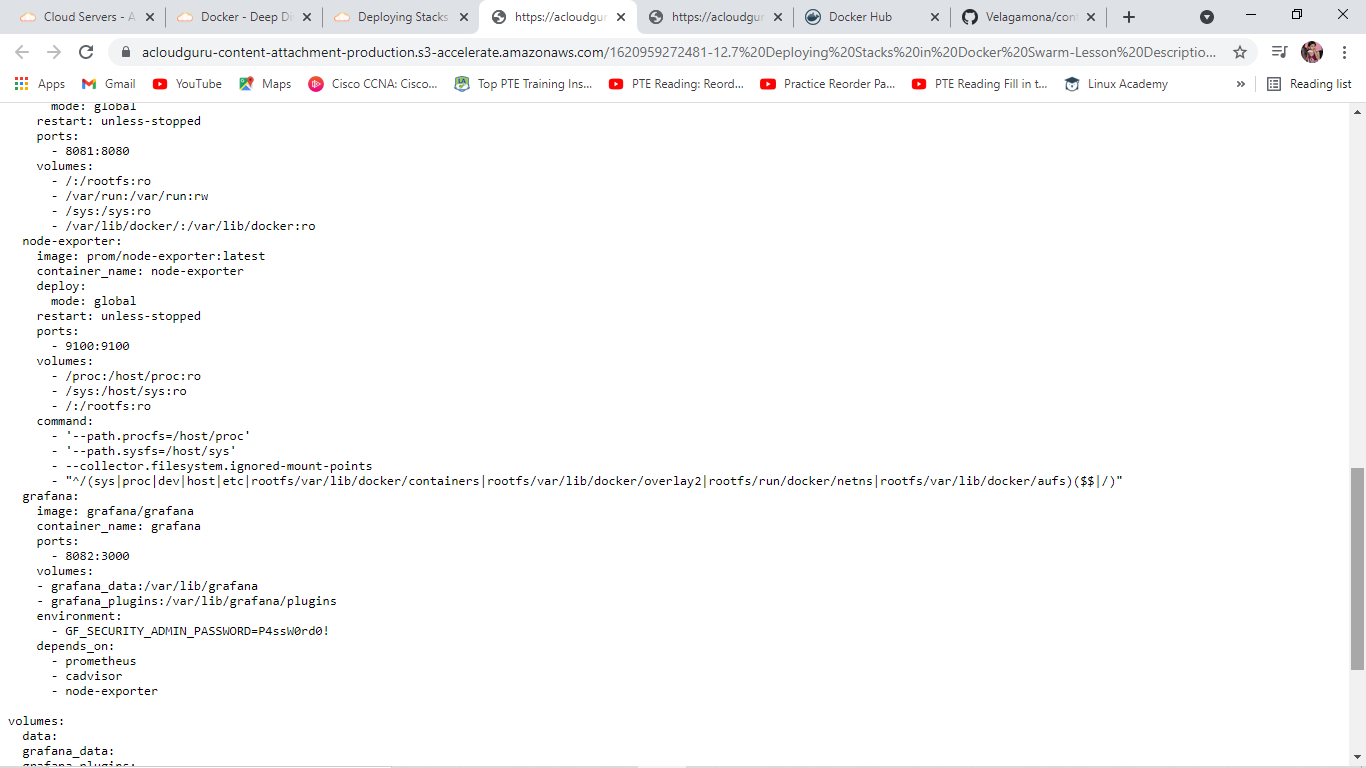 Cloud Servers - A
Docker - Deep Di
Deploying Stacks
https://acloudgur
https://acloudgur
Docker Hub
Velagamona/con
acloudguru-content-attachment-production.s3-accelerate.amazonaws.com/1620959272481-12.7%20Deploying%20Stacks%20in%20Docker%20Swarm-Lesson%20Descriptio...
Apps
Gmail
YouTube
Maps
Cisco CCNA: Cisco...
Top PTE Training Ins...
PTE Reading: Reord...
Practice Reorder Pa...
PTE Reading Fill in t...
Linux Academy
»
Reading list
mode: global
restart: unless-stopped
ports:
- 8081:8080
volumes:
- /:/rootfs:ro
- /var/run:/var/run:rw
- /sys:/sys:ro
- /var/lib/docker/:/var/lib/docker:ro
node-exporter:
image: prom/node-exporter:latest
container_name: node-exporter
deploy:
mode: global
restart: unless-stopped
ports:
- 9100:9100
volumes:
- /proc:/host/proc:ro
- /sys:/host/sys:ro
- /:/rootfs:ro
command:
- '--path.procfs=/host/proc'
- '--path.sysfs=/host/sys'
- --collector.filesystem.ignored-mount-points
- "^/(sys|proc|dev|host|etc|rootfs/var/lib/docker/containers|rootfs/var/lib/docker/overlay2|rootfs/run/docker/netns|rootfs/var/lib/docker/aufs)($$|/)"
grafana:
image: grafana/grafana
container_name: grafana
ports:
- 8082:3000
volumes:
- grafana_data:/var/lib/grafana
- grafana_plugins:/var/lib/grafana/plugins
environment:
- GF_SECURITY_ADMIN_PASSWORD=P4ssW0rd0!
depends_on:
- prometheus
- cadvisor
- node-exporter
volumes:
data:
grafana_data:
grafana_plugins: